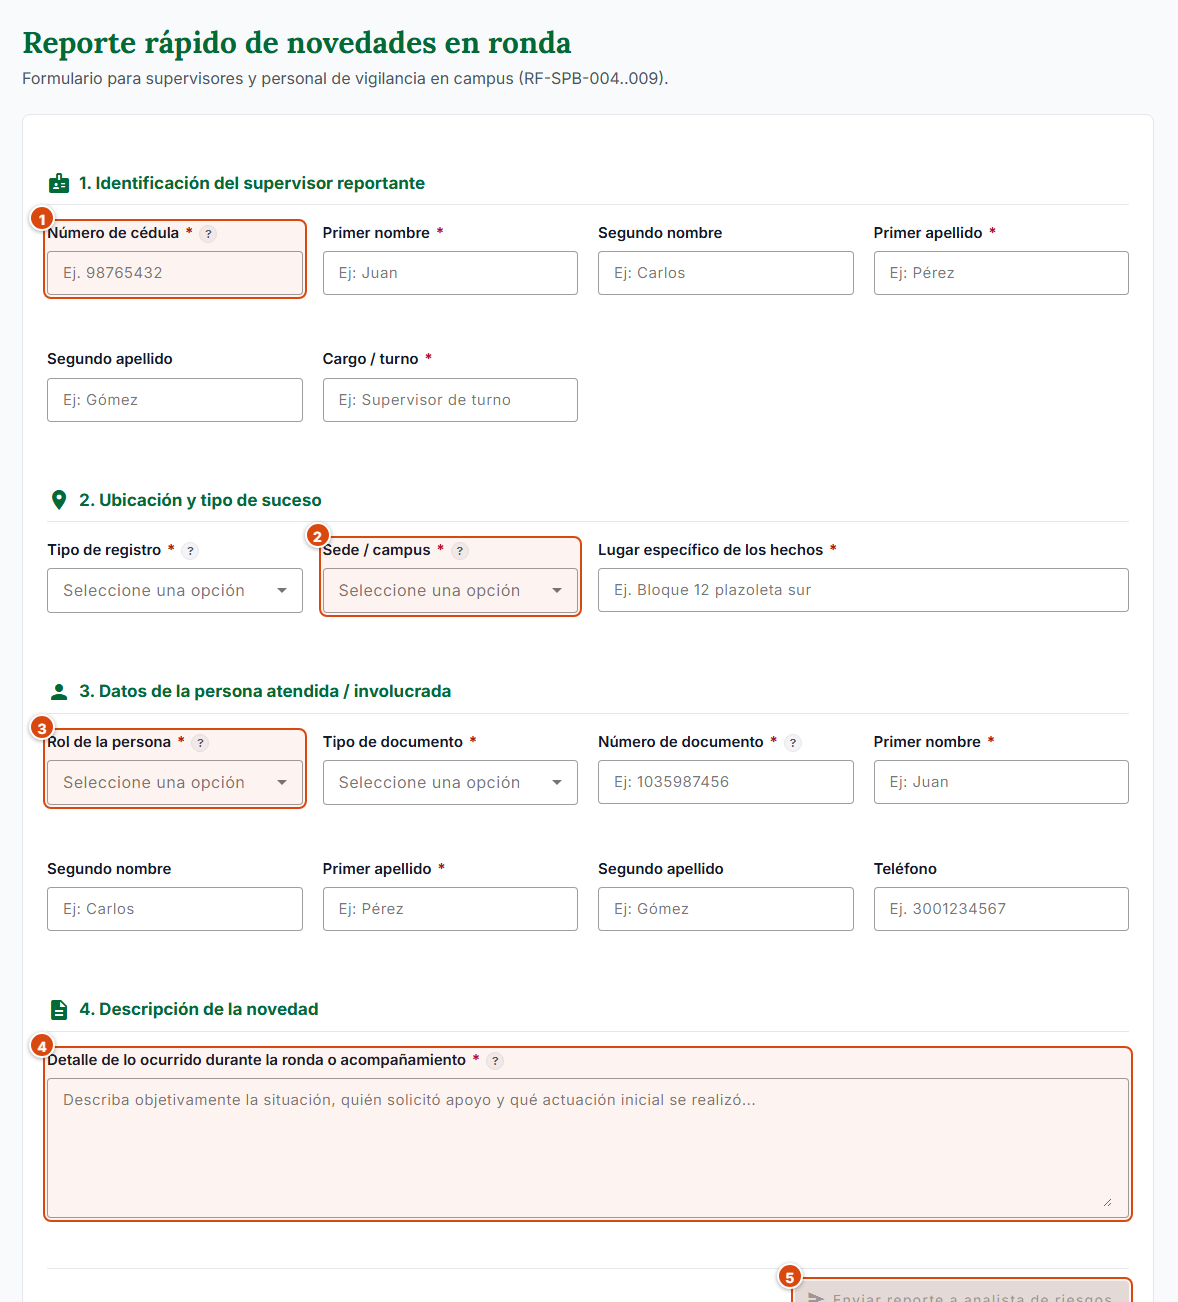 Reporte rápido de novedades en ronda
Formulario para supervisores y personal de vigilancia en campus (RF-SPB-004..009).
1. Identificación del supervisor reportante
1
Número de cédula * ?
Primer nombre *
Segundo nombre
Primer apellido *
Ej. 98765432
Ej: Juan
Ej: Carlos
Ej: Pérez
Segundo apellido
Cargo / turno *
Ej: Gómez
Ej: Supervisor de turno
2. Ubicación y tipo de suceso
2
Tipo de registro * ?
Sede / campus * ?
Lugar específico de los hechos *
Seleccione una opción
Seleccione una opción
Ej. Bloque 12 plazoleta sur
3. Datos de la persona atendida / involucrada
3
Rol de la persona * ?
Tipo de documento *
Número de documento * ?
Primer nombre *
Seleccione una opción
Seleccione una opción
Ej: 1035987456
Ej: Juan
Segundo nombre
Primer apellido *
Segundo apellido
Teléfono
Ej: Carlos
Ej: Pérez
Ej: Gómez
Ej. 3001234567
4. Descripción de la novedad
4
Detalle de lo ocurrido durante la ronda o acompañamiento * ?
Describa objetivamente la situación, quién solicitó apoyo y qué actuación inicial se realizó...
5
Enviar reporte a analista de riesgos